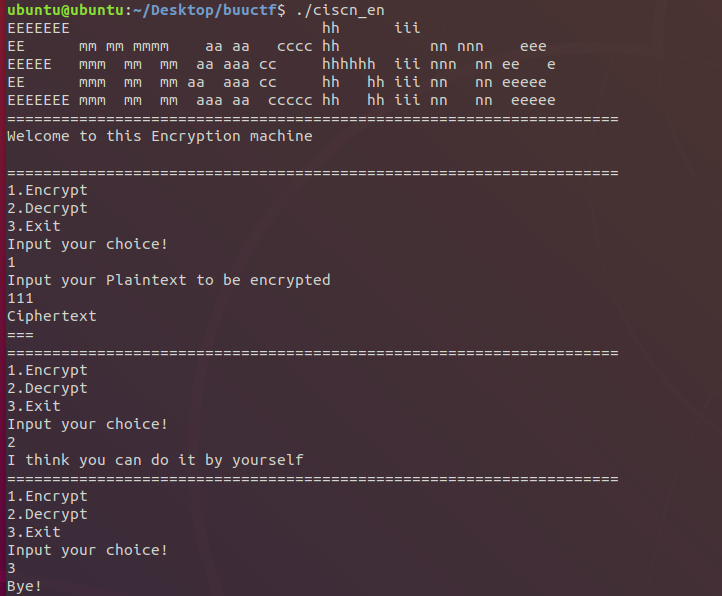 ubuntu@ubuntu:~/Desktop/buuctf$ ./ciscn_en
EEEEEEE                            hh      iii
EE      mm mm mmmm    aa aa   cccc hh          nn nnn    eee
EEEEE   mmm  mm  mm  aa aaa cc     hhhhhh  iii nnn  nn ee   e
EE      mmm  mm  mm aa  aaa cc     hh   hh iii nn   nn eeeee
EEEEEEE mmm  mm  mm  aaa aa  ccccc hh   hh iii nn   nn  eeeee
====================================================================
Welcome to this Encryption machine

====================================================================
1.Encrypt
2.Decrypt
3.Exit
Input your choice!
1
Input your Plaintext to be encrypted
111
Ciphertext
===
====================================================================
1.Encrypt
2.Decrypt
3.Exit
Input your choice!
2
I think you can do it by yourself
====================================================================
1.Encrypt
2.Decrypt
3.Exit
Input your choice!
3
Bye!